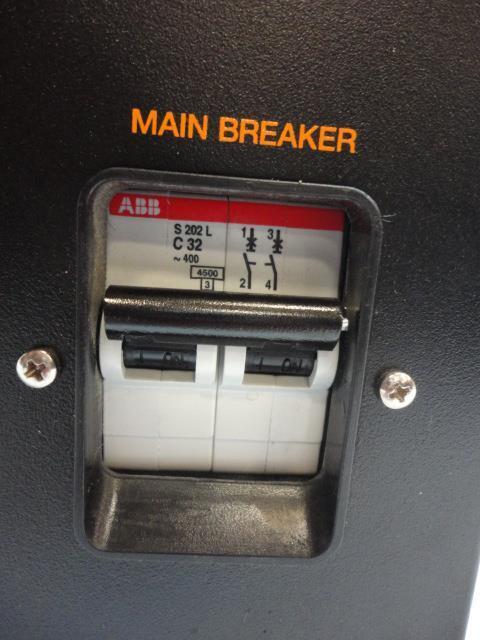 MAIN BREAKER
ABB
S 202 L
C 32
~ 400
4500
3
1 3
2 4
I ON I ON